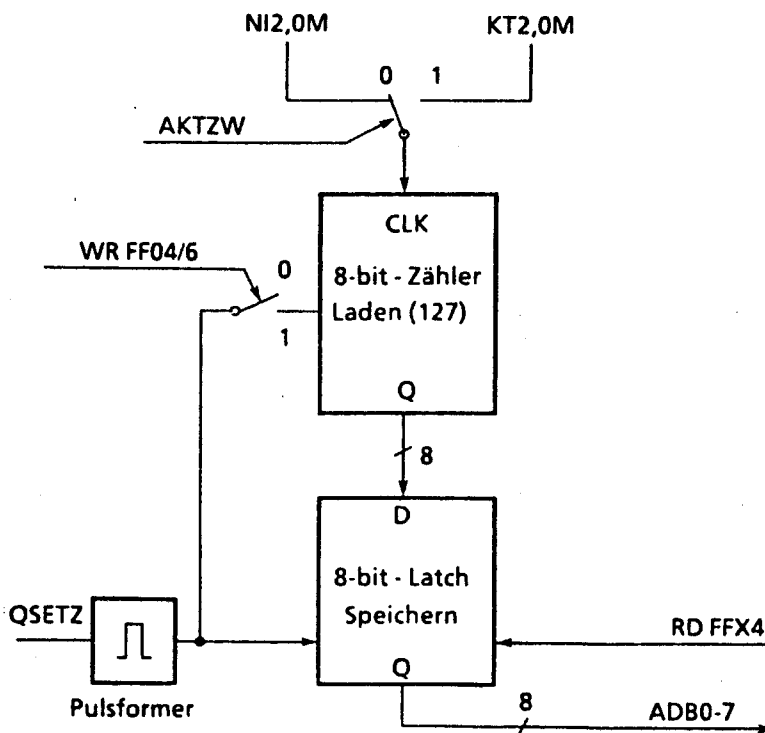 NI2,0M
KT2,0M
0
1
AKTZW
CLK
WR FF04/6
0
8-bit - Zähler
Laden (127)
1
Q
8
D
8-bit - Latch
Speichern
QSETZ
RD FFX4
Q
Pulsformer
8
ADB0-7